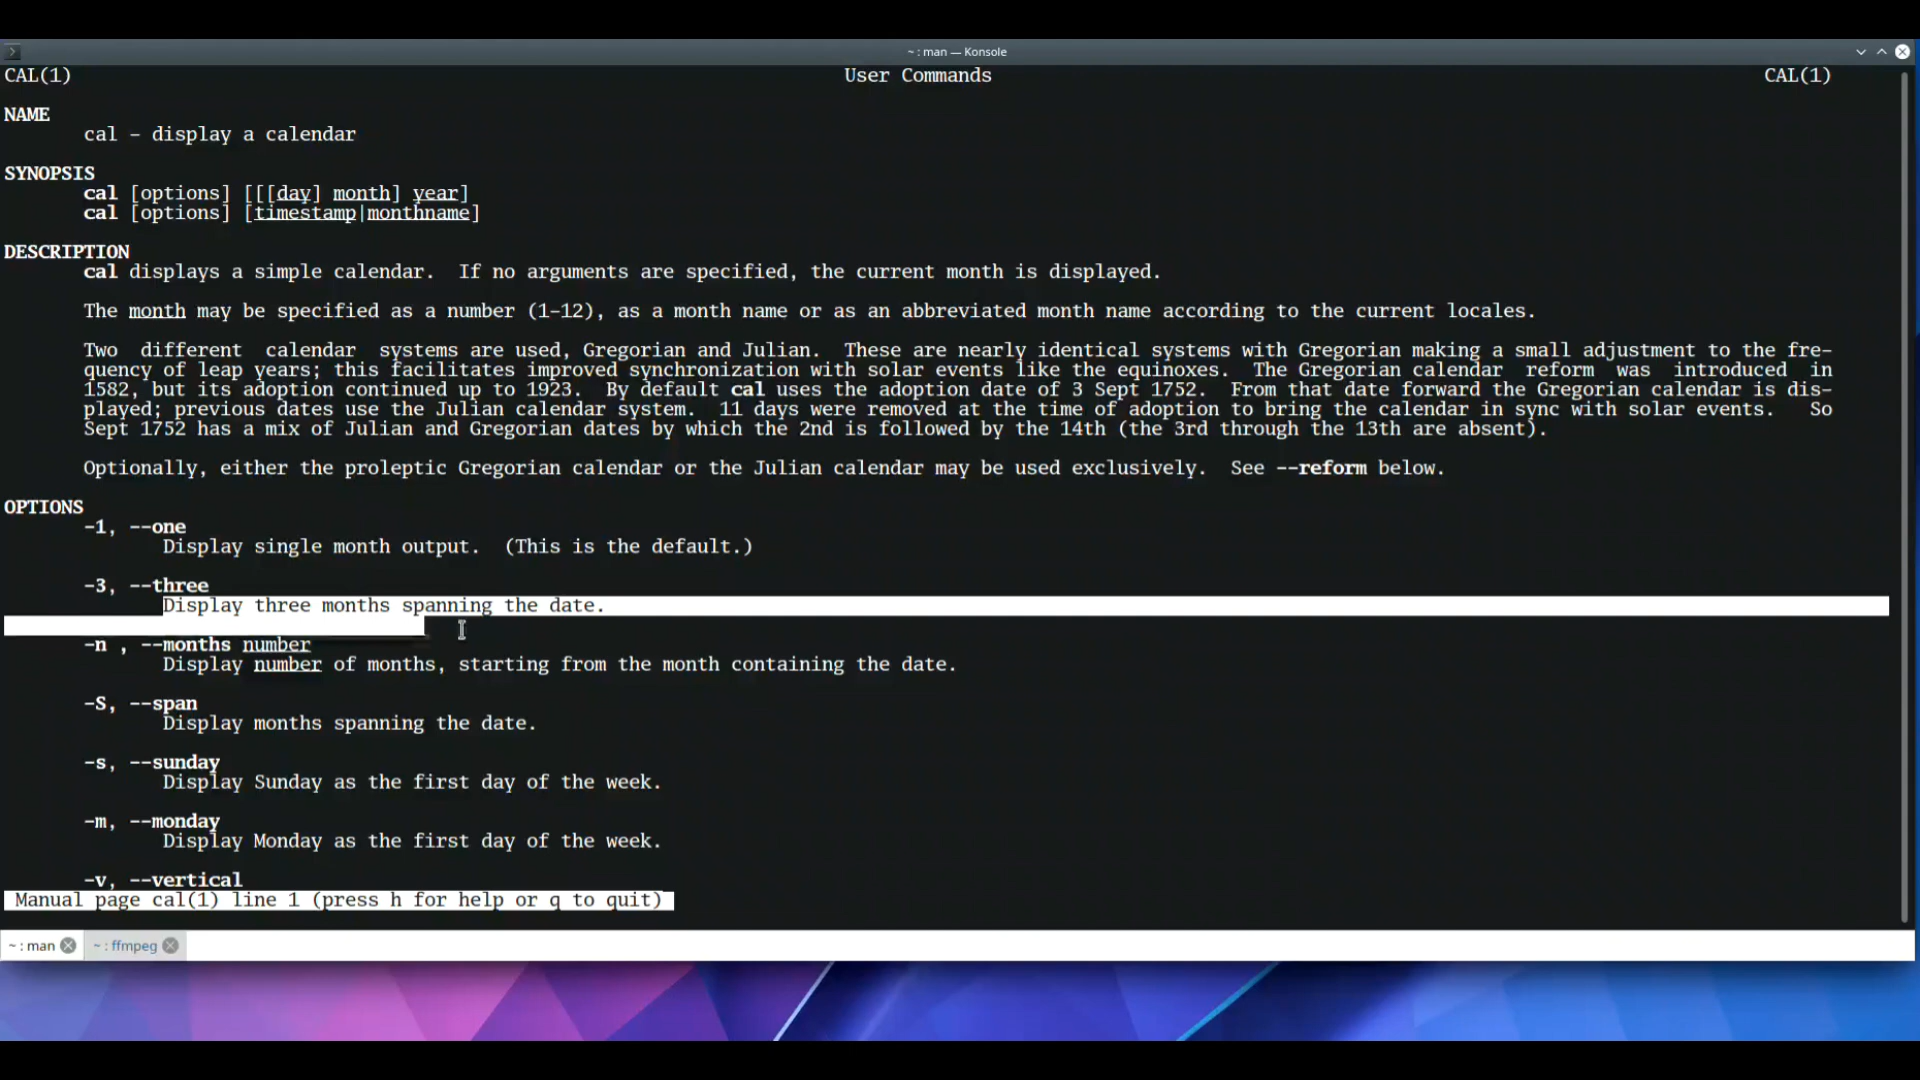 ~ : man — Konsole
CAL(1) User Commands CAL(1)
NAME
cal – display a calendar
SYNOPSIS
cal [options] [[[day] month] year]
cal [options] [timestamp|monthname]
DESCRIPTION
cal displays a simple calendar. If no arguments are specified, the current month is displayed.
The month may be specified as a number (1–12), as a month name or as an abbreviated month name according to the current locales.
Two different calendar systems are used, Gregorian and Julian. These are nearly identical systems with Gregorian making a small adjustment to the fre‐
quency of leap years; this facilitates improved synchronization with solar events like the equinoxes. The Gregorian calendar reform was introduced in
1582, but its adoption continued up to 1923. By default cal uses the adoption date of 3 Sept 1752. From that date forward the Gregorian calendar is dis‐
played; previous dates use the Julian calendar system. 11 days were removed at the time of adoption to bring the calendar in sync with solar events. So
Sept 1752 has a mix of Julian and Gregorian dates by which the 2nd is followed by the 14th (the 3rd through the 13th are absent).
Optionally, either the proleptic Gregorian calendar or the Julian calendar may be used exclusively. See --reform below.
OPTIONS
-1, --one
Display single month output. (This is the default.)
-3, --three
Display three months spanning the date.
-n , --months number
Display number of months, starting from the month containing the date.
-S, --span
Display months spanning the date.
-s, --sunday
Display Sunday as the first day of the week.
-m, --monday
Display Monday as the first day of the week.
-v, --vertical
Manual page cal(1) line 1 (press h for help or q to quit)
~ : man ~ : ffmpeg